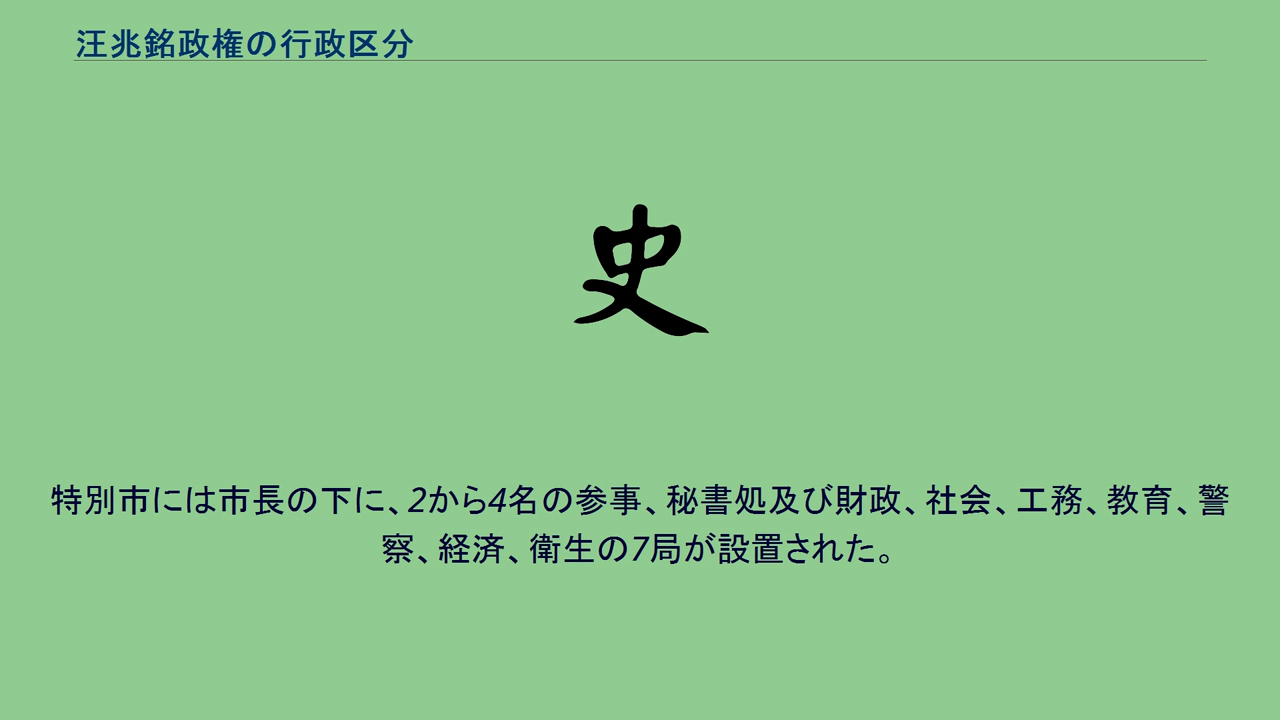 汪兆銘政権の行政区分
史
特別市には市長の下に、2から4名の参事、秘書処及び財政、社会、工務、教育、警
察、経済、衛生の7局が設置された。